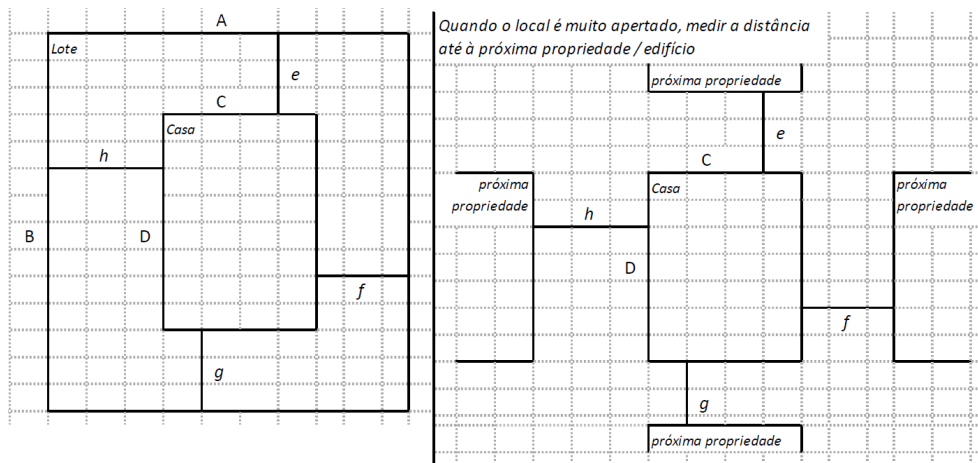 A
Lote
e
C
Casa
h
B
D
f
g
Quando o local é muito apertado, medir a distância
até à próxima propriedade / edifício
próxima propriedade
e
C
próxima
propriedade
Casa
próxima
propriedade
h
D
f
g
próxima propriedade